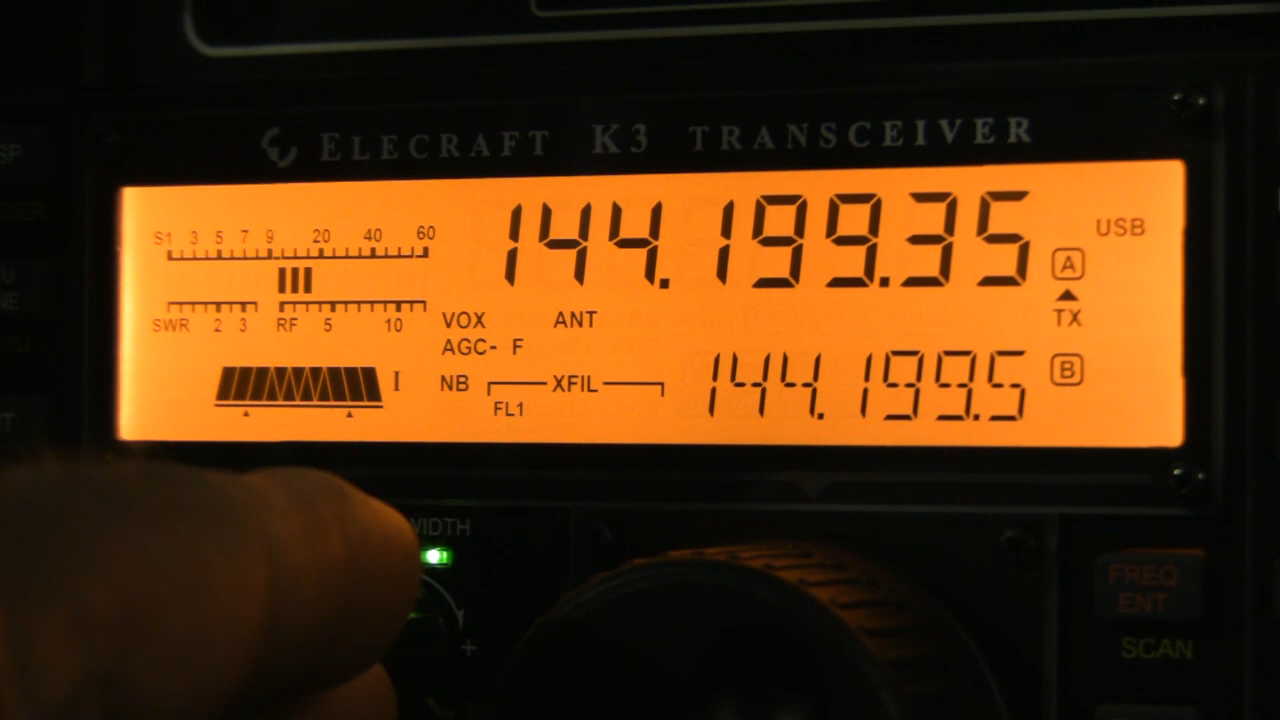 ELECRAFT K3 TRANSCEIVER
S1 3 5 7 9 20 40 60
144.199.35
USB
A
SWR 2 3 RF 5 10
VOX ANT
TX
AGC- F
I NB XFIL
144.199.5
B
FL1
WIDTH
+
FREQ
ENT
SCAN